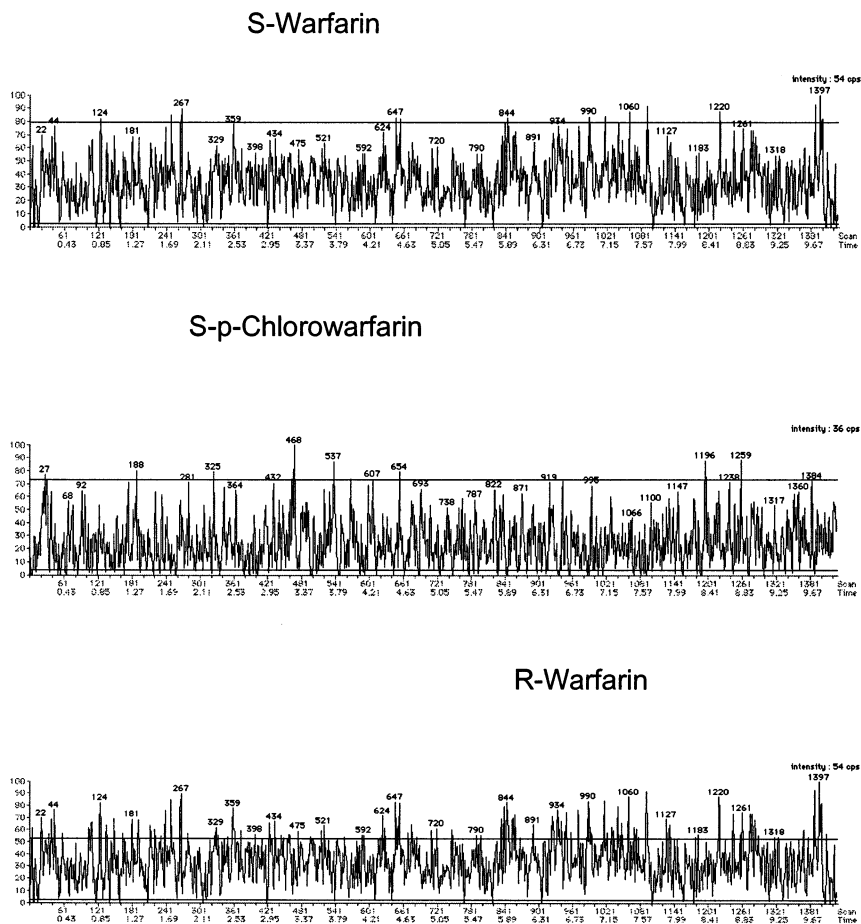 S-Warfarin
intensity : 54 cps
100
90
80
70
60
50
40
30
20
10
0
22 44 124 181 267 329 359 398 434 475 521 592 624 647 720 790 844 891 934 990 1060 1127 1183 1220 1261 1318 1397
61 121 181 241 301 361 421 481 541 601 661 721 781 841 901 961 1021 1081 1141 1201 1261 1321 1381 Scan
0.43 0.85 1.27 1.69 2.11 2.53 2.95 3.37 3.79 4.21 4.63 5.05 5.47 5.89 6.31 6.73 7.15 7.57 7.99 8.41 8.83 9.25 9.67 Time
S-p-Chlorowarfarin
intensity : 36 cps
100
90
80
70
60
50
40
30
20
10
0
27 68 92 188 281 325 364 432 468 537 607 654 693 738 787 822 871 919 995 1066 1100 1147 1196 1238 1259 1317 1360 1384
61 121 181 241 301 361 421 481 541 601 661 721 781 841 901 961 1021 1081 1141 1201 1261 1321 1381 Scan
0.43 0.85 1.27 1.69 2.11 2.53 2.95 3.37 3.79 4.21 4.63 5.05 5.47 5.89 6.31 6.73 7.15 7.57 7.99 8.41 8.83 9.25 9.67 Time
R-Warfarin
intensity : 54 cps
100
90
80
70
60
50
40
30
20
10
0
22 44 124 181 267 329 359 398 434 475 521 592 624 647 720 790 844 891 934 990 1060 1127 1183 1220 1261 1318 1397
61 121 181 241 301 361 421 481 541 601 661 721 781 841 901 961 1021 1081 1141 1201 1261 1321 1381 Scan
0.43 0.85 1.27 1.69 2.11 2.53 2.95 3.37 3.79 4.21 4.63 5.05 5.47 5.89 6.31 6.73 7.15 7.57 7.99 8.41 8.83 9.25 9.67 Time